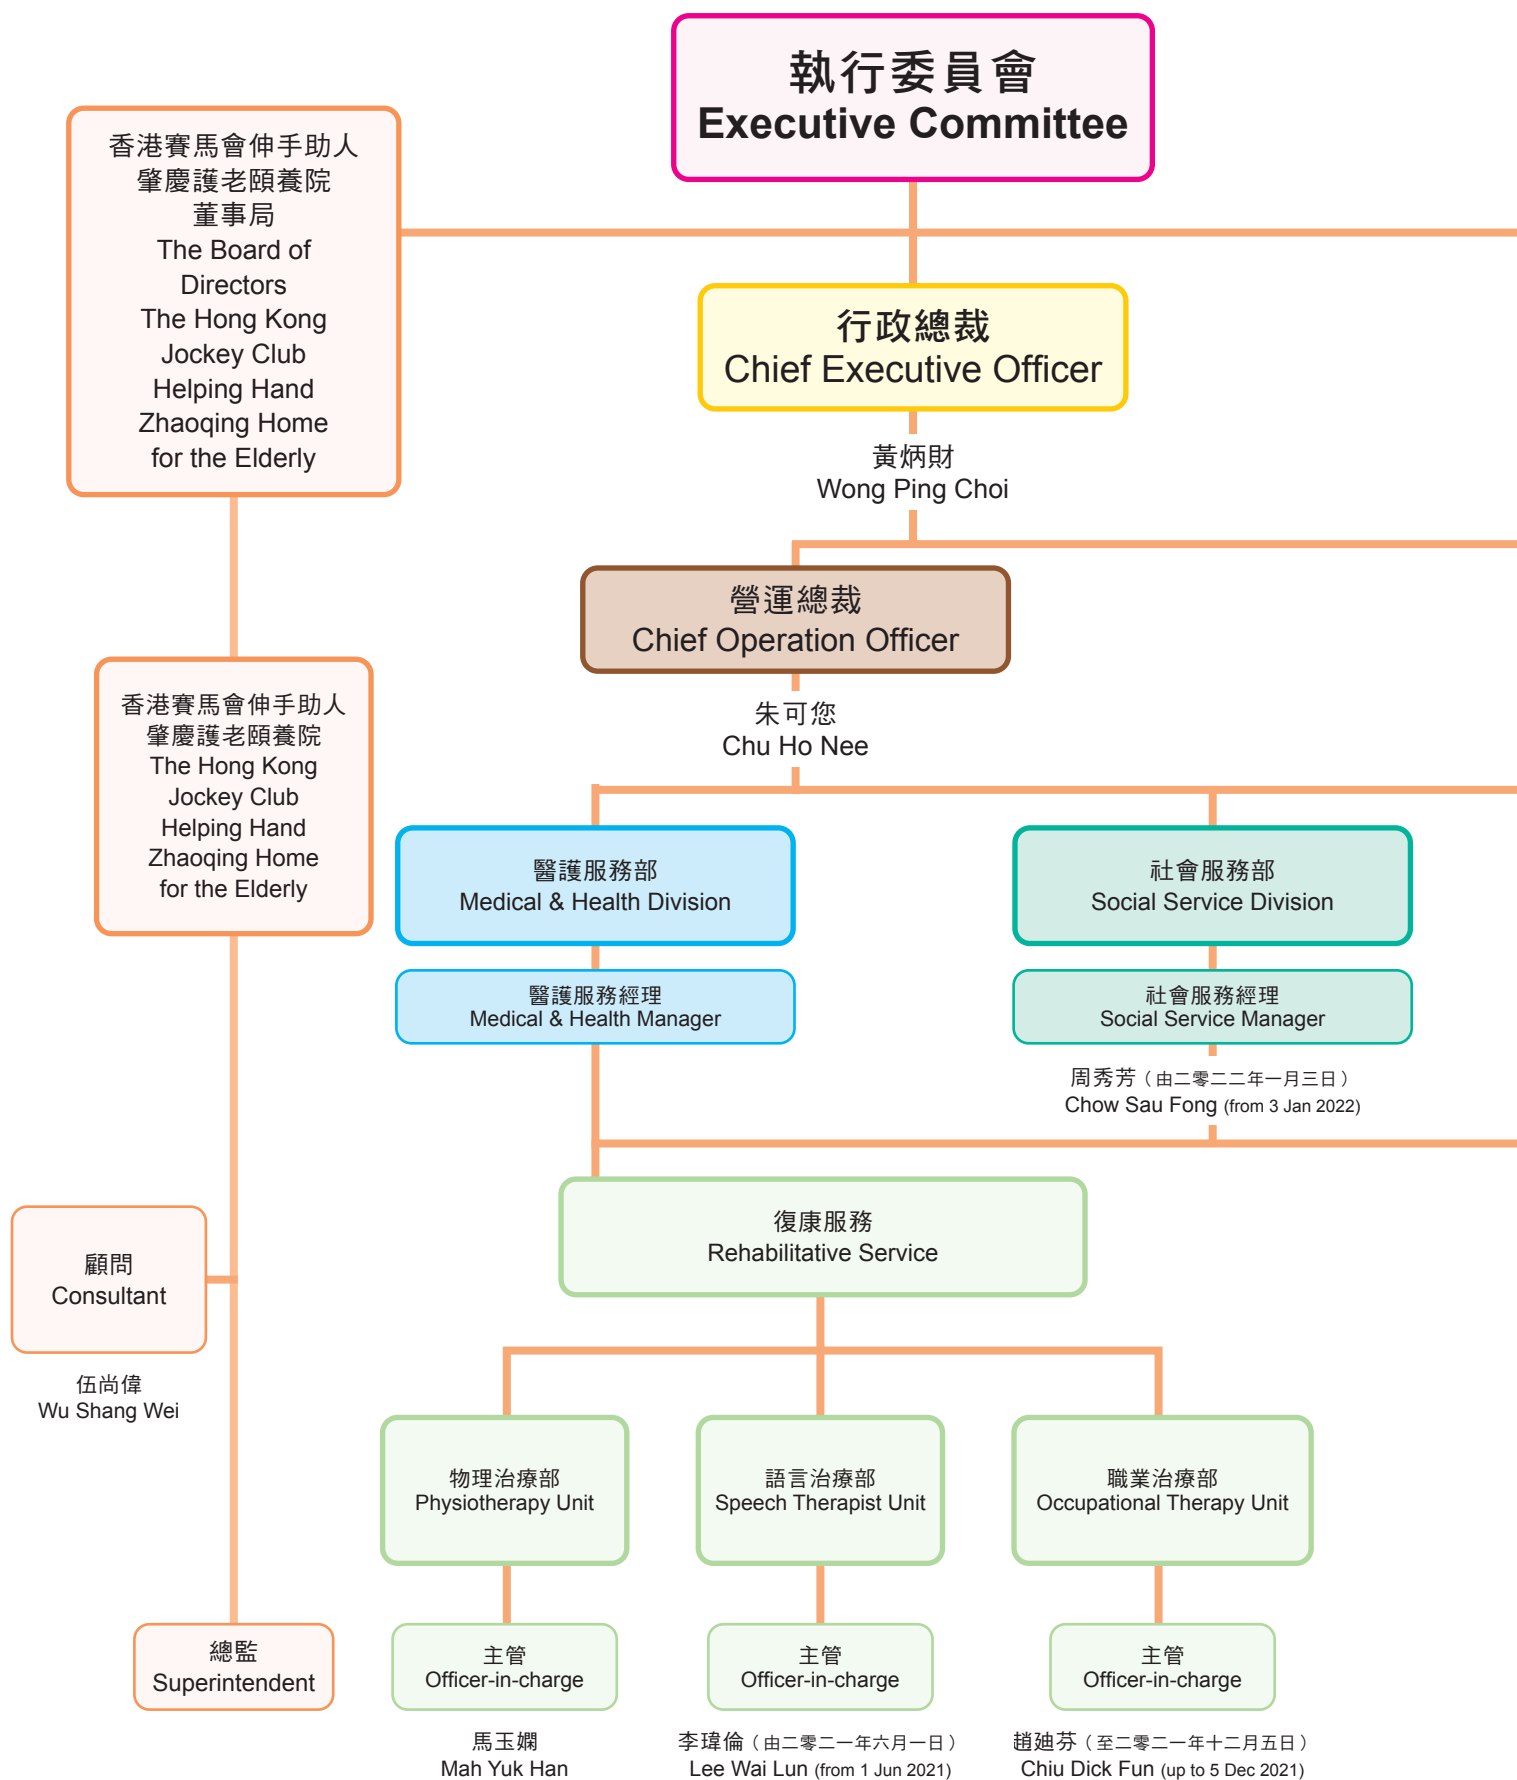 執行委員會
Executive Committee
香港賽馬會伸手助人
肇慶護老頤養院
董事局
The Board of
Directors
The Hong Kong
Jockey Club
Helping Hand
Zhaoqing Home
for the Elderly
行政總裁
Chief Executive Officer
黃炳財
Wong Ping Choi
營運總裁
Chief Operation Officer
朱可您
Chu Ho Nee
香港賽馬會伸手助人
肇慶護老頤養院
The Hong Kong
Jockey Club
Helping Hand
Zhaoqing Home
for the Elderly
醫護服務部
Medical & Health Division
社會服務部
Social Service Division
醫護服務經理
Medical & Health Manager
社會服務經理
Social Service Manager
周秀芳（由二零二二年一月三日）
Chow Sau Fong (from 3 Jan 2022)
復康服務
Rehabilitative Service
顧問
Consultant
伍尚偉
Wu Shang Wei
物理治療部
Physiotherapy Unit
語言治療部
Speech Therapist Unit
職業治療部
Occupational Therapy Unit
總監
Superintendent
主管
Officer-in-charge
主管
Officer-in-charge
主管
Officer-in-charge
馬玉嫻
Mah Yuk Han
李瑋倫（由二零二一年六月一日）
Lee Wai Lun (from 1 Jun 2021)
趙廸芬（至二零二一年十二月五日）
Chiu Dick Fun (up to 5 Dec 2021)